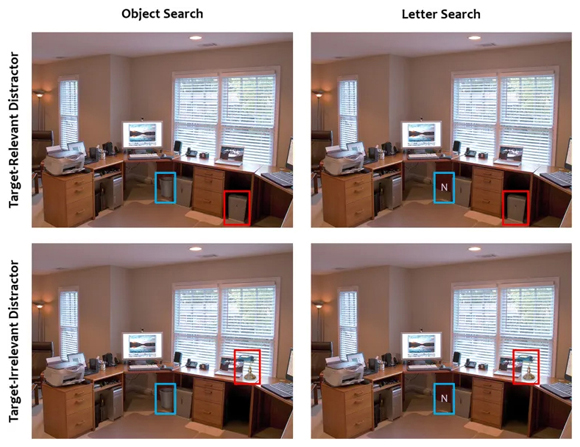 Object Search
Letter Search
Target-Relevant Distractor
N
Target-Irrelevant Distractor
N